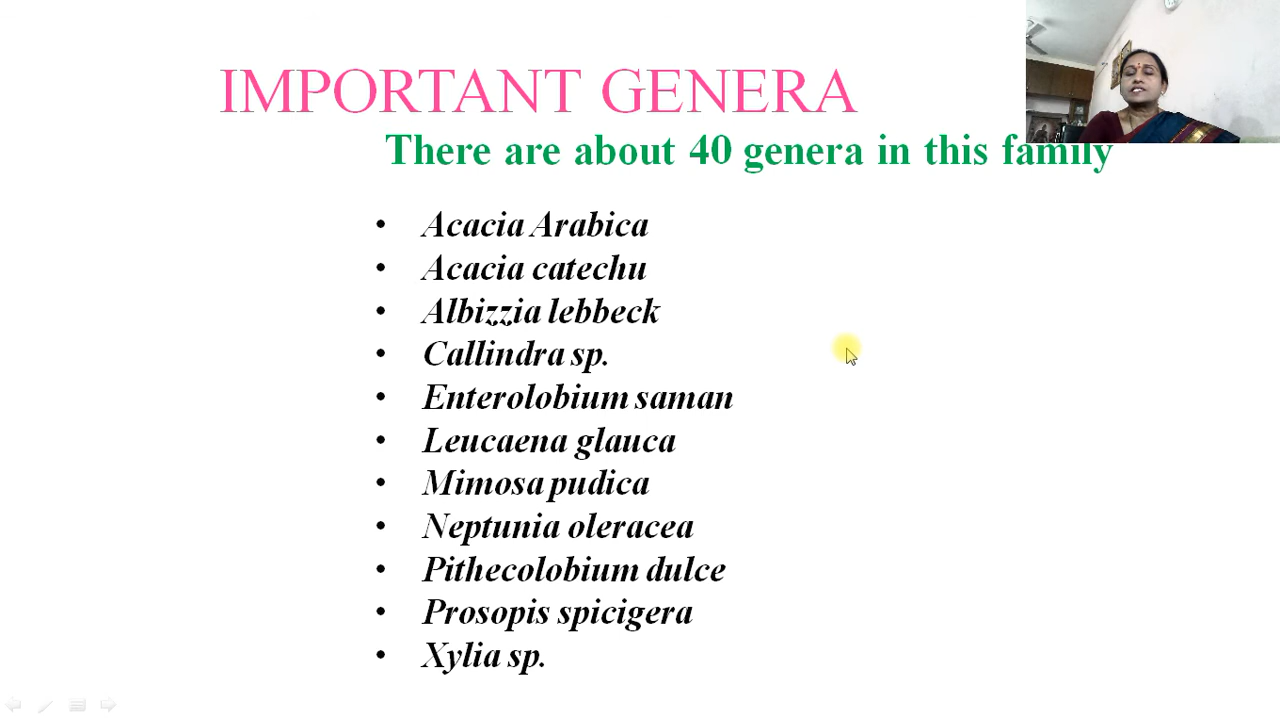 IMPORTANT GENERA
There are about 40 genera in this family
• Acacia Arabica
• Acacia catechu
• Albizzia lebbeck
• Callindra sp.
• Enterolobium saman
• Leucaena glauca
• Mimosa pudica
• Neptunia oleracea
• Pithecolobium dulce
• Prosopis spicigera
• Xylia sp.